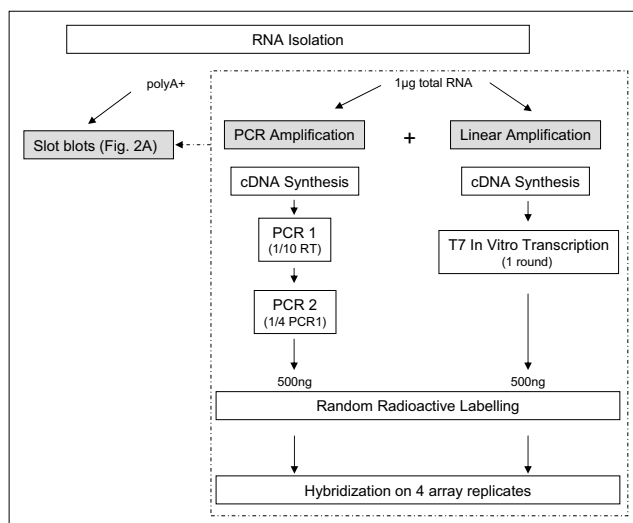 RNA Isolation
polyA+
1µg total RNA
Slot blots (Fig. 2A)
PCR Amplification
+
Linear Amplification
cDNA Synthesis
cDNA Synthesis
PCR 1
(1/10 RT)
T7 In Vitro Transcription
(1 round)
PCR 2
(1/4 PCR1)
500ng
500ng
Random Radioactive Labelling
Hybridization on 4 array replicates